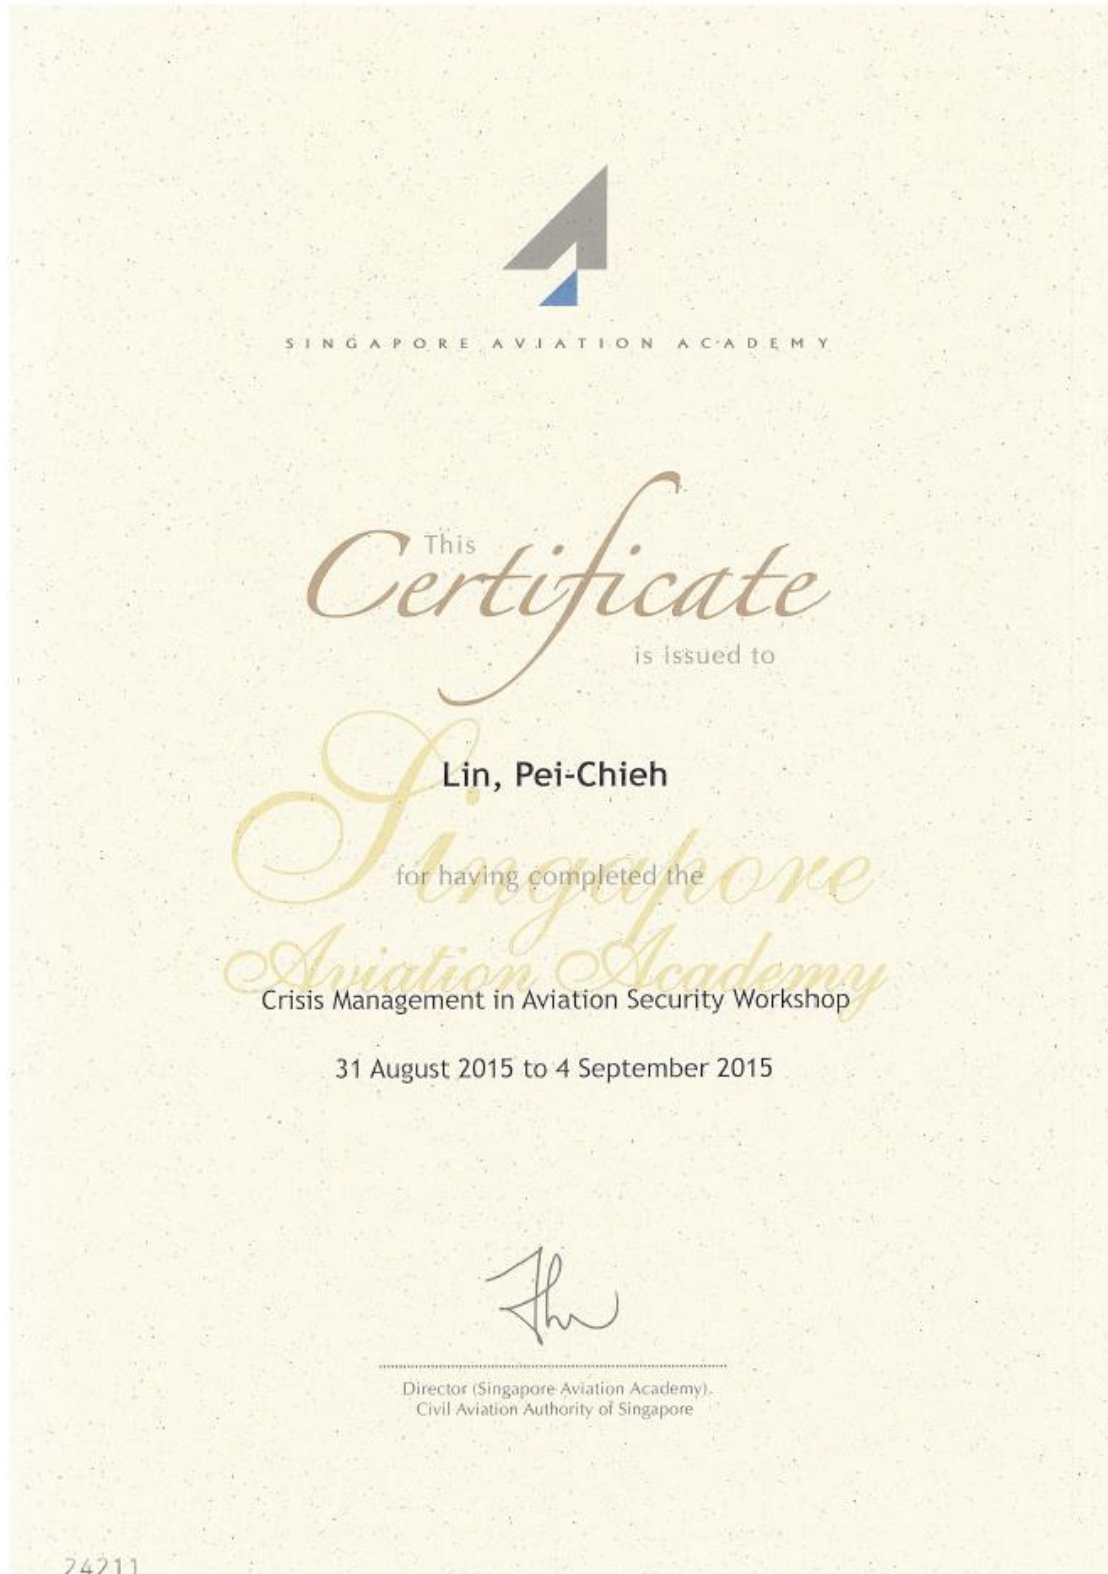 SINGAPORE AVIATION ACADEMY
This
Certificate
is issued to
Lin, Pei-Chieh
Singapore
for having completed the
Aviation Academy
Crisis Management in Aviation Security Workshop
31 August 2015 to 4 September 2015
Director (Singapore Aviation Academy).
Civil Aviation Authority of Singapore
24211